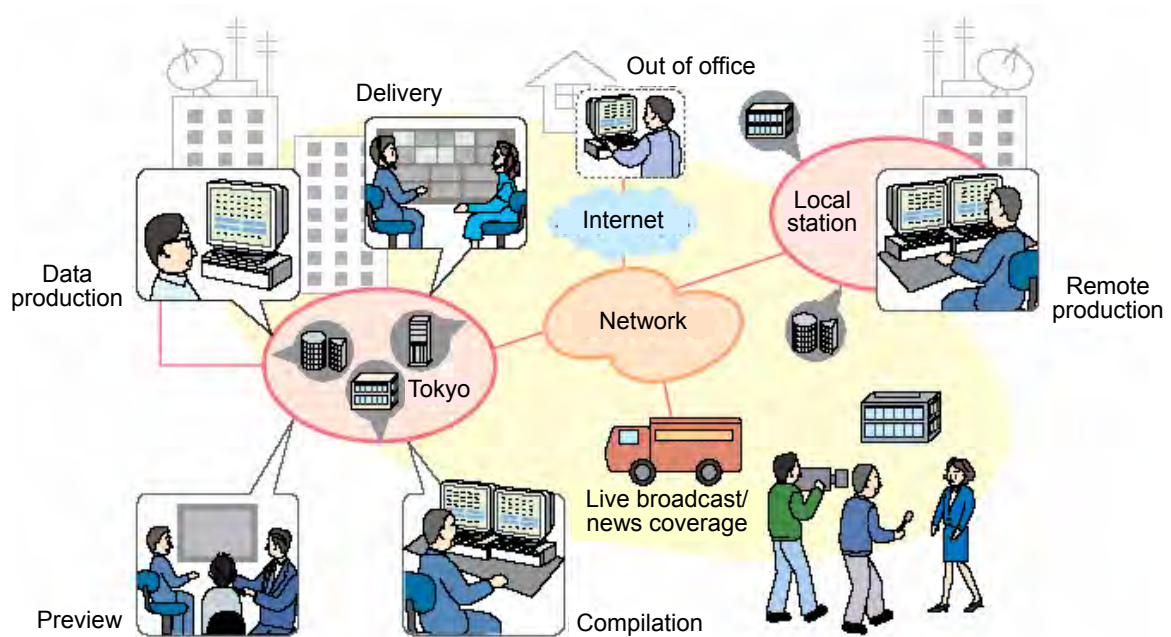 Out of office
Delivery
Internet
Local
station
Data
production
Remote
production
Network
Tokyo
Live broadcast/
news coverage
Preview
Compilation